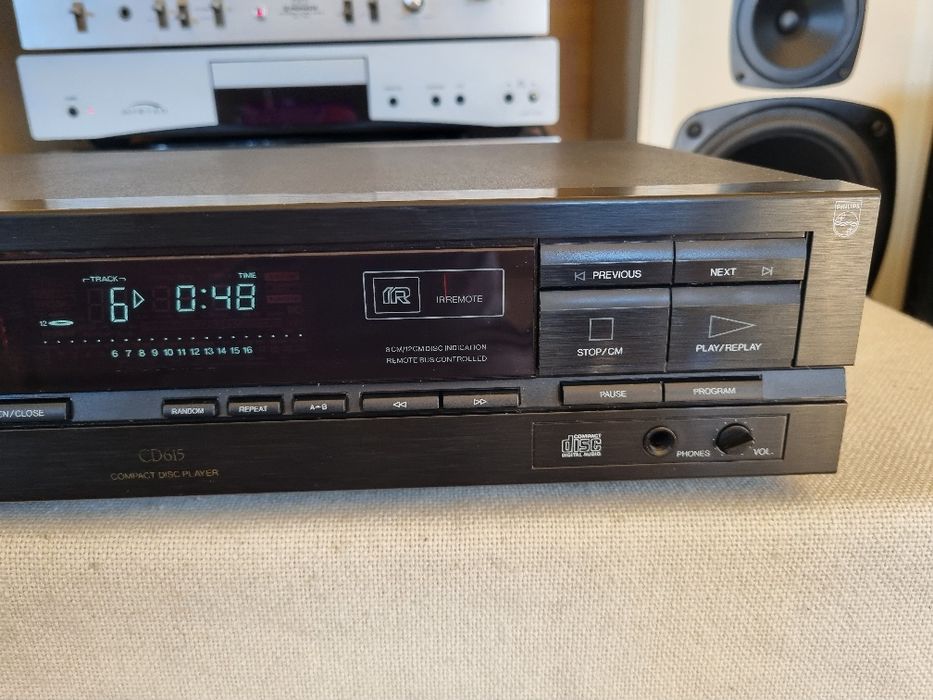 PHILIPS
TRACK
TIME
6 0:48
12
6 7 8 9 10 11 12 13 14 15 16
IR
IR REMOTE
8CM/12CM DISC INDICATION
REMOTE BUS CONTROLLED
PREVIOUS
NEXT
STOP/CM
PLAY/REPLAY
EN/CLOSE
RANDOM
REPEAT
A-B
PAUSE
PROGRAM
CD615
COMPACT DISC PLAYER
COMPACT
disc
DIGITAL AUDIO
PHONES
VOL.